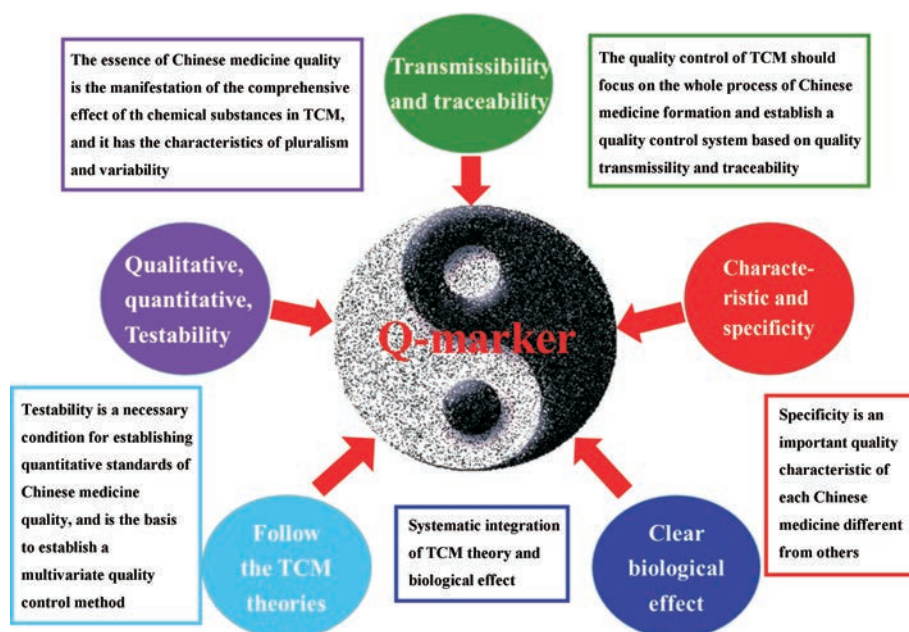 The essence of Chinese medicine quality
is the manifestation of the comprehensive
effect of th chemical substances in TCM,
and it has the characteristics of pluralism
and variability
Transmissibility
and traceability
The quality control of TCM should
focus on the whole process of Chinese
medicine formation and establish a
quality control system based on quality
transmissility and traceability
Qualitative,
quantitative,
Testability
Q-marker
Characte-
ristic and
specificity
Testability is a necessary
condition for establishing
quantitative standards of
Chinese medicine
quality, and is the basis
to establish a
multivariate quality
control method
Follow
the TCM
theories
Systematic integration
of TCM theory and
biological effect
Clear
biological
effect
Specificity is an
important quality
characteristic of
each Chinese
medicine different
from others